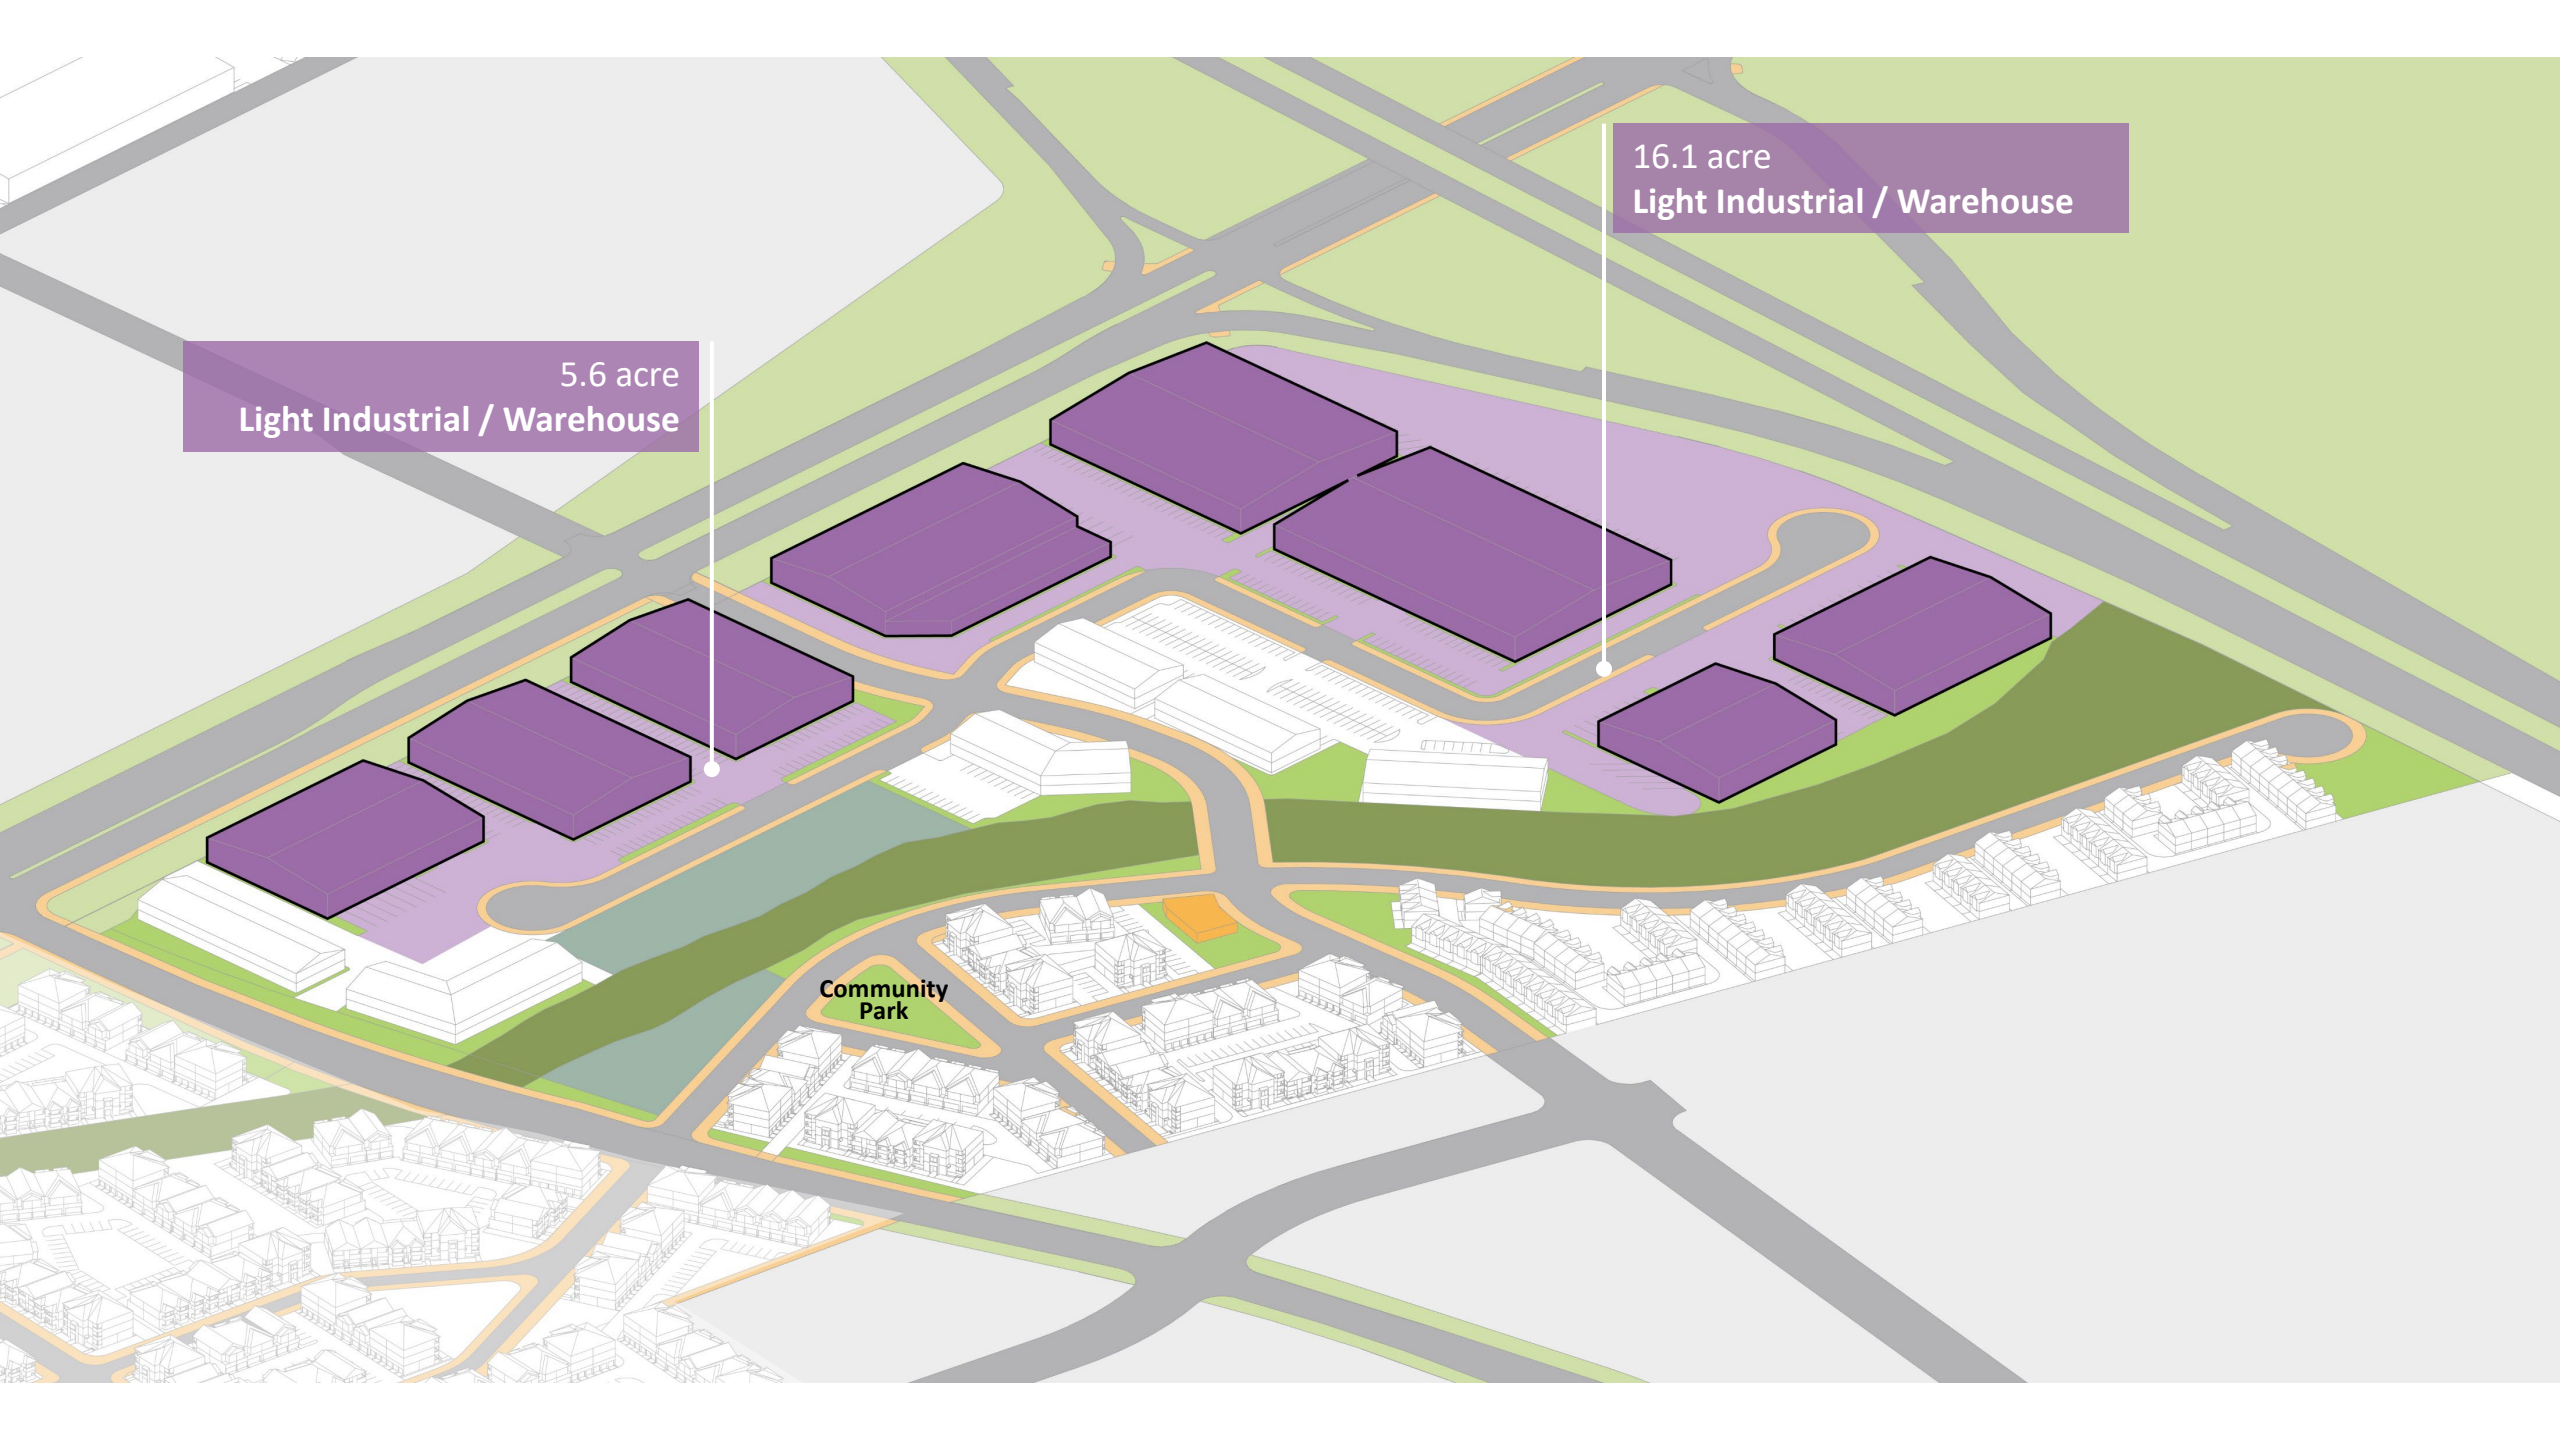 16.1 acre
Light Industrial / Warehouse
5.6 acre
Light Industrial / Warehouse
Community
Park